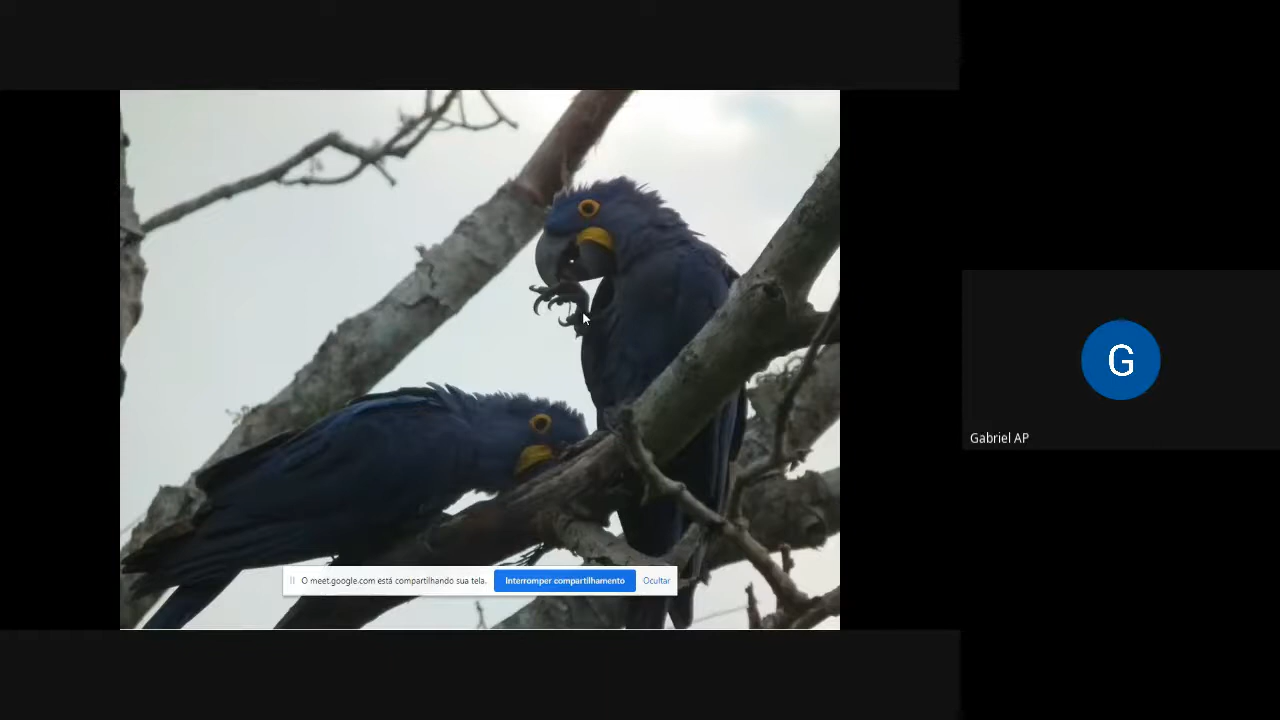 O meet.google.com está compartilhando sua tela.
Interromper compartilhamento
Ocultar
G
Gabriel AP